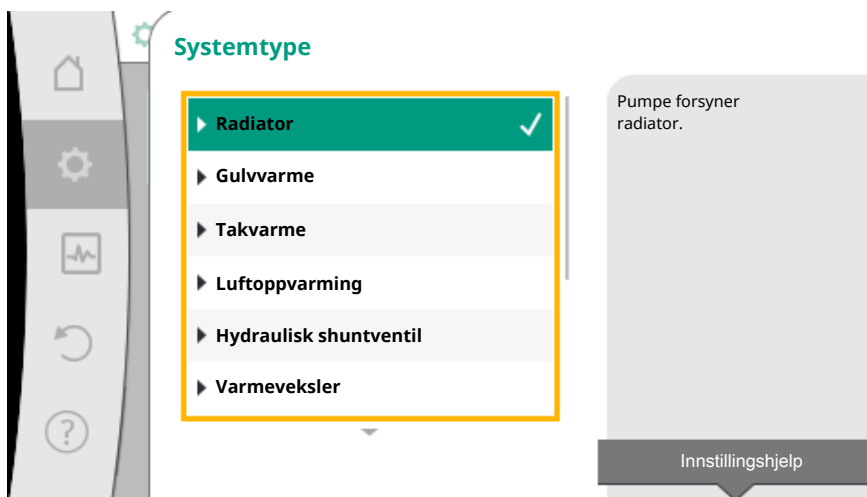 Systemtype
Radiator
Gulvvarme
Takvarme
Luftoppvarming
Hydraulisk shuntventil
Varmeveksler
Pumpe forsyner
radiator.
Innstillingshjelp